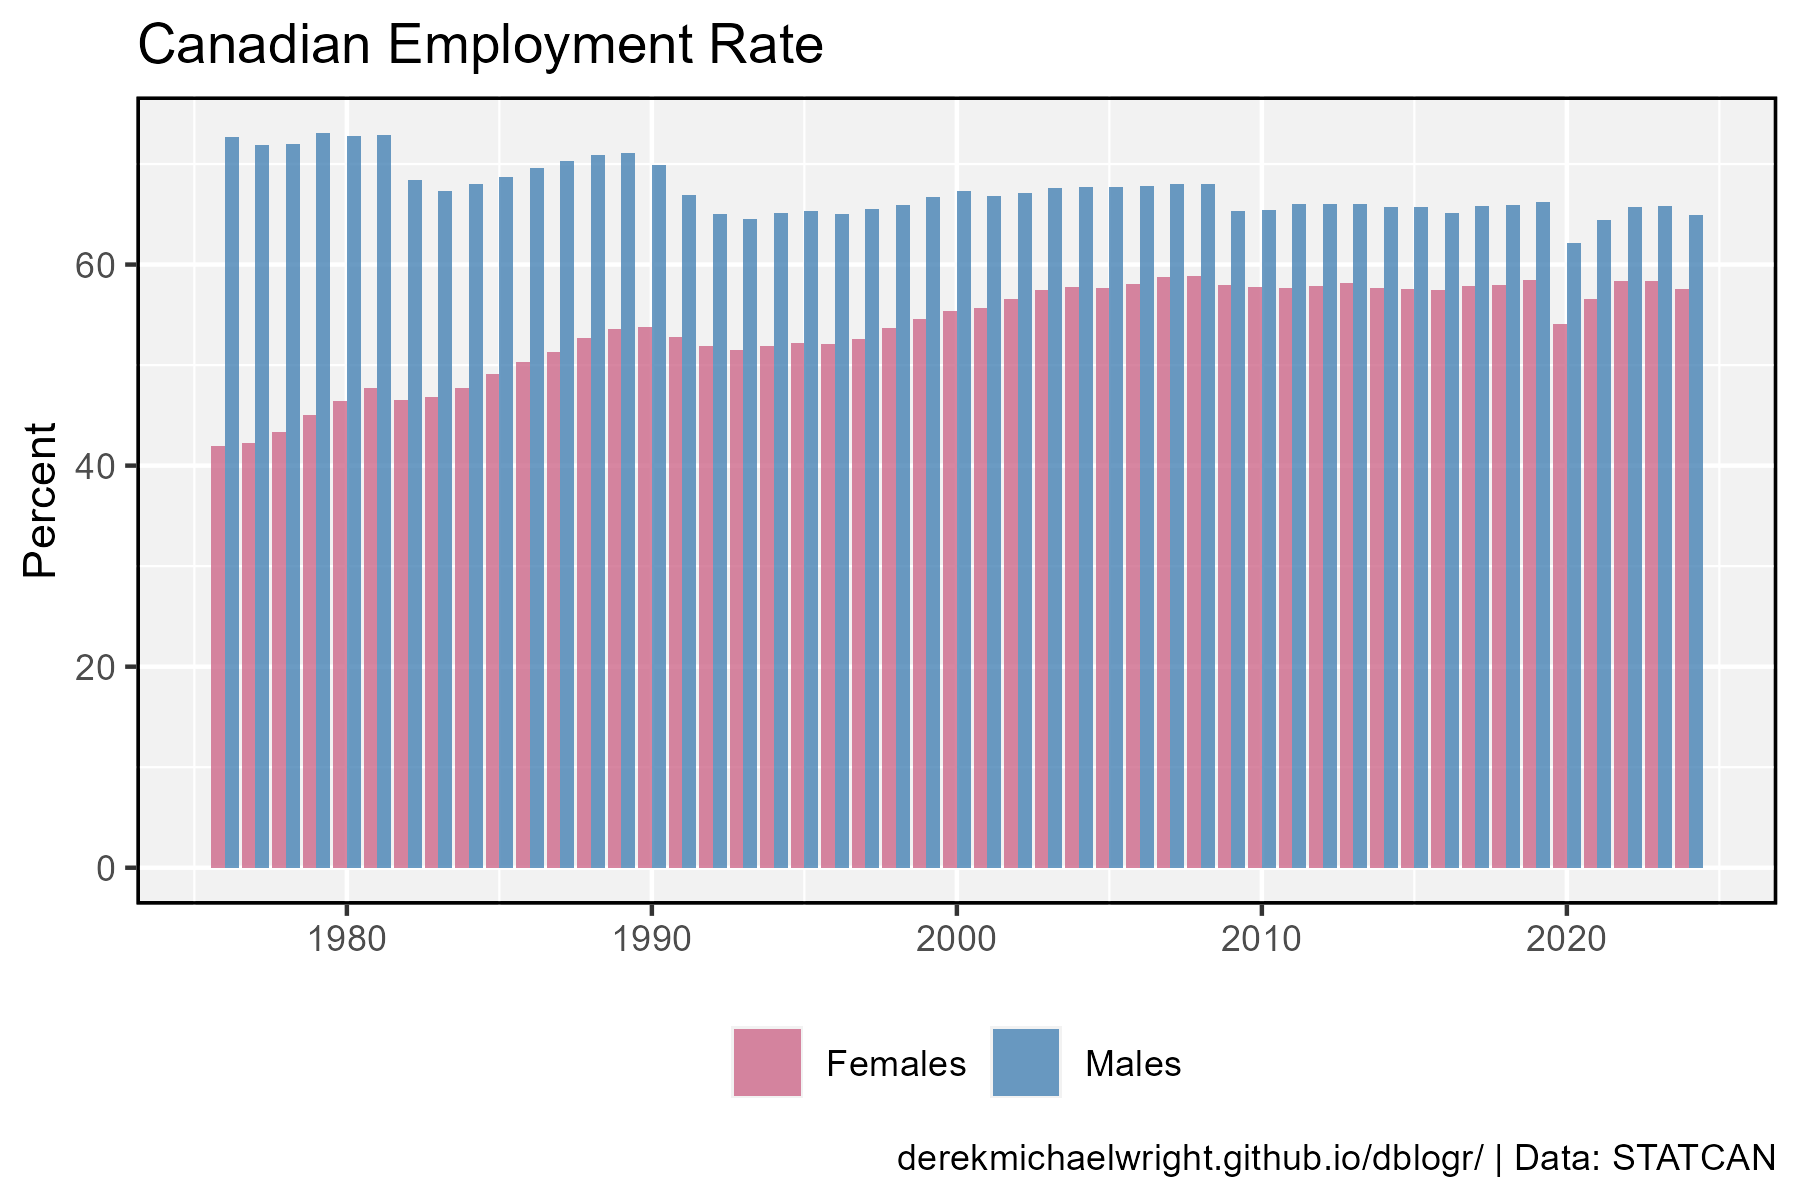 Canadian Employment Rate
Percent
60
40
20
0
1980 1990 2000 2010 2020
Females Males
derekmichaelwright.github.io/dblogr/ | Data: STATCAN